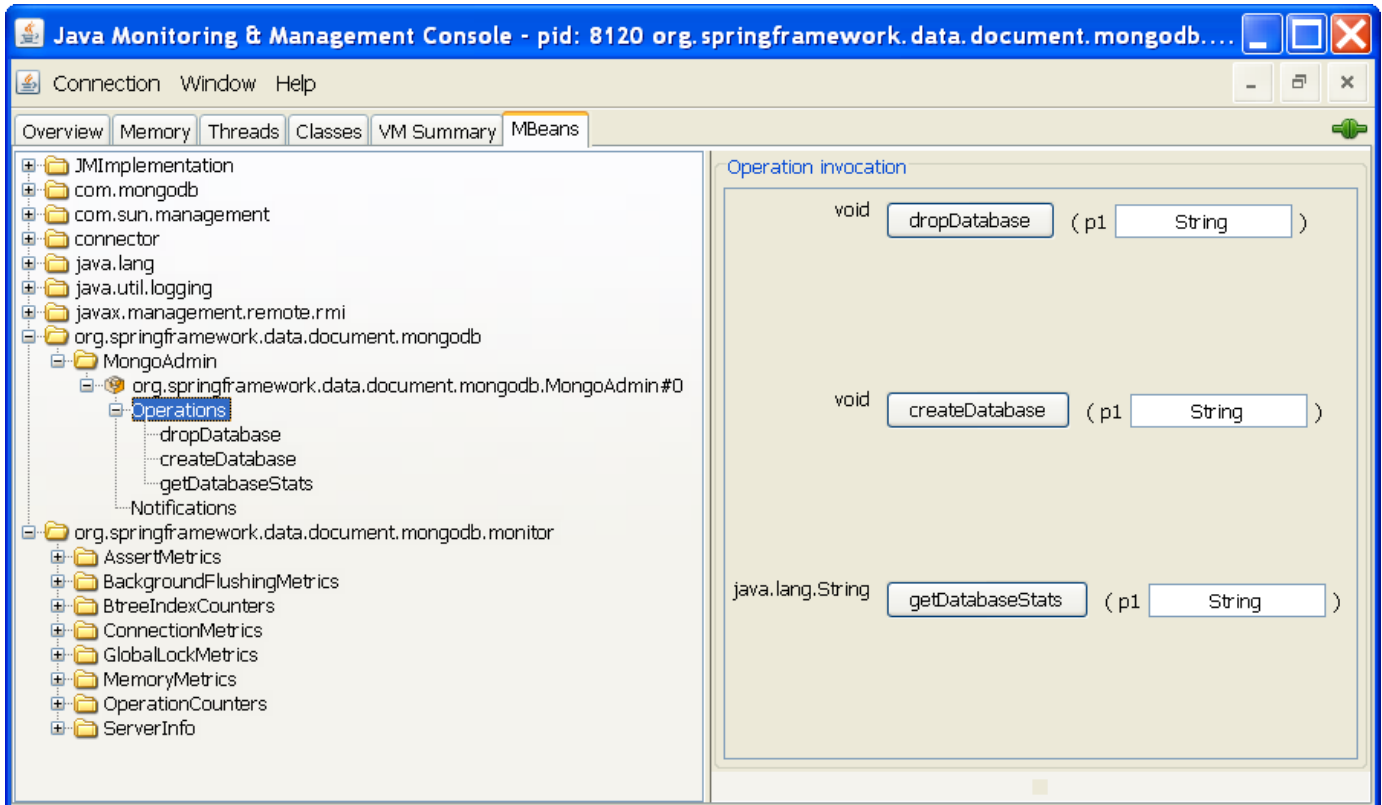 Java Monitoring & Management Console - pid: 8120 org.springframework.data.document.mongodb....
Connection Window Help
Overview Memory Threads Classes VM Summary MBeans
JMImplementation
com.mongodb
com.sun.management
connector
java.lang
java.util.logging
javax.management.remote.rmi
org.springframework.data.document.mongodb
MongoAdmin
org.springframework.data.document.mongodb.MongoAdmin#0
Operations
dropDatabase
createDatabase
getDatabaseStats
Notifications
org.springframework.data.document.mongodb.monitor
AssertMetrics
BackgroundFlushingMetrics
BtreeIndexCounters
ConnectionMetrics
GlobalLockMetrics
MemoryMetrics
OperationCounters
ServerInfo
Operation invocation
void dropDatabase ( p1 String )
void createDatabase ( p1 String )
java.lang.String getDatabaseStats ( p1 String )